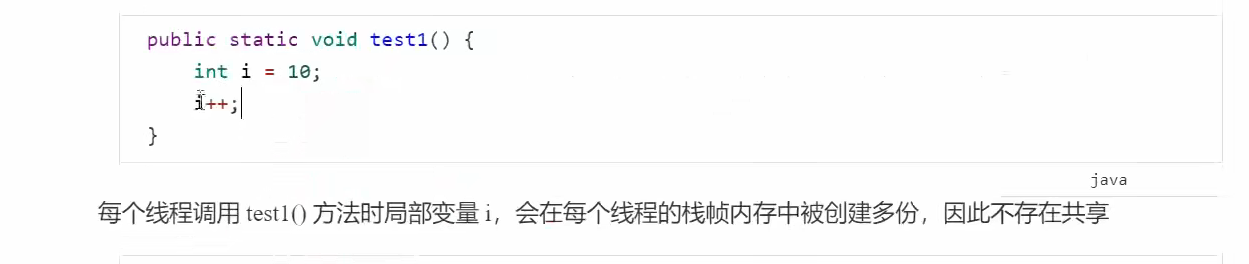 public static void test1() {
    int i = 10;
    i++;
}
java
每个线程调用 test1() 方法时局部变量 i，会在每个线程的栈帧内存中被创建多份，因此不存在共享